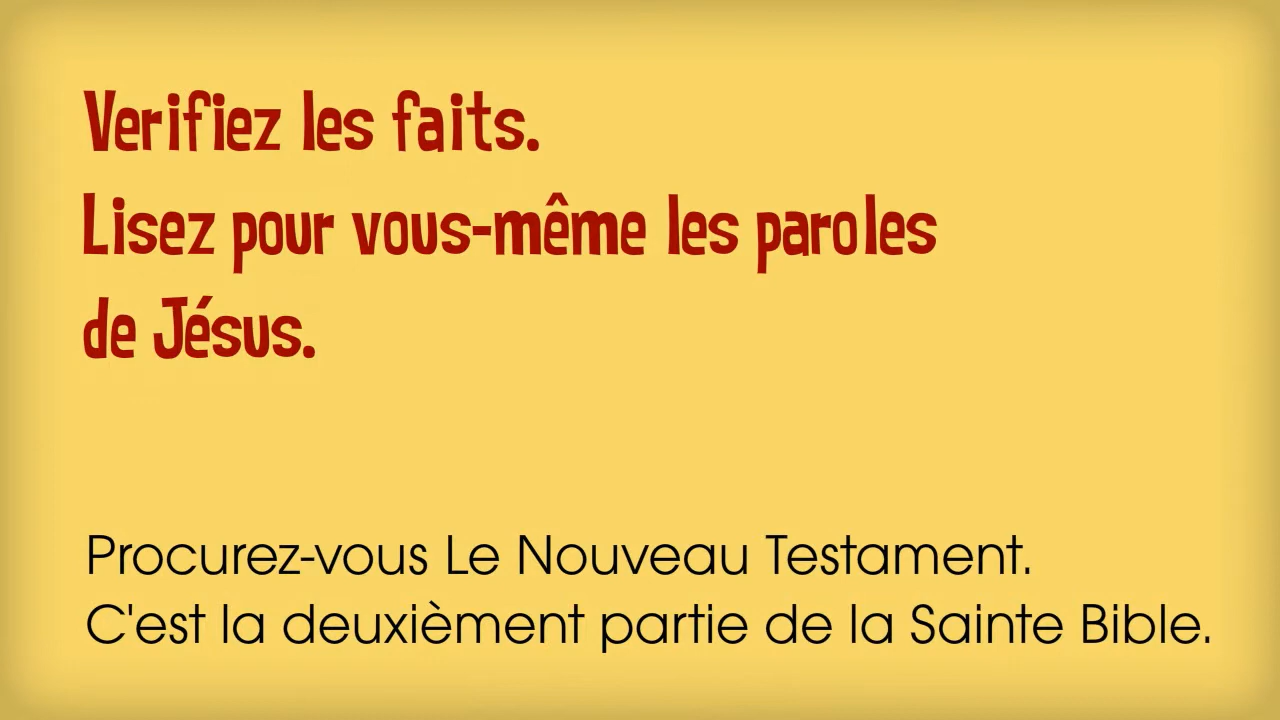 Verifiez les faits.
Lisez pour vous-même les paroles
de Jésus.
Procurez-vous Le Nouveau Testament.
C'est la deuxièment partie de la Sainte Bible.